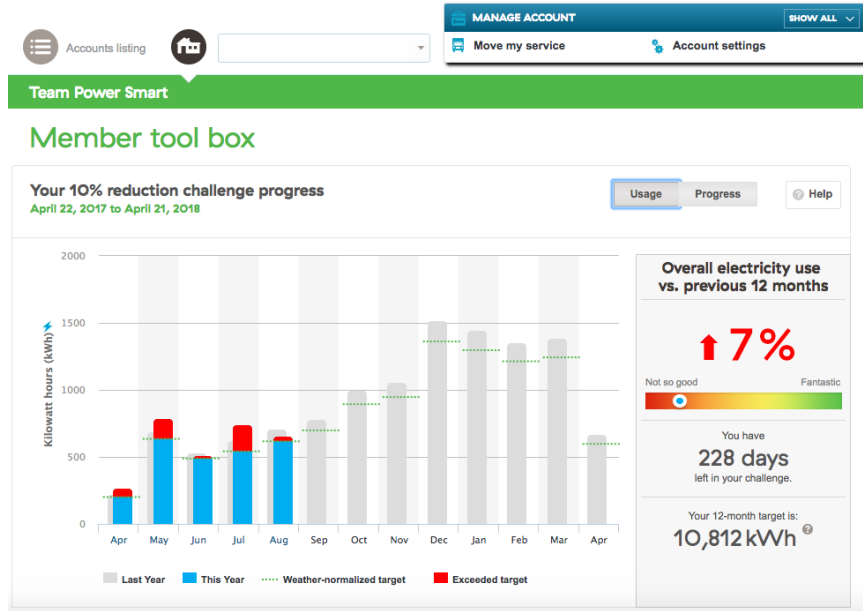 MANAGE ACCOUNT
SHOW ALL
Accounts listing
Move my service
Account settings
Team Power Smart
Member tool box
Your 10% reduction challenge progress
April 22, 2017 to April 21, 2018
Usage
Progress
? Help
Kilowatt hours (kWh)
2000
1500
1000
500
0
Apr May Jun Jul Aug Sep Oct Nov Dec Jan Feb Mar Apr
Last Year This Year Weather-normalized target Exceeded target
Overall electricity use
vs. previous 12 months
7%
Not so good Fantastic
You have
228 days
left in your challenge.
Your 12-month target is:
10,812 kWh ?